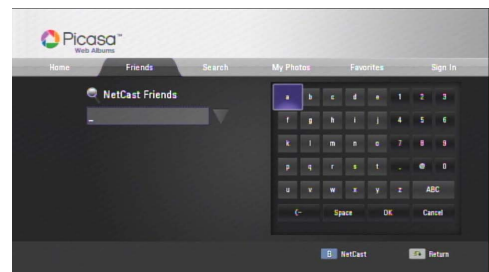 Picasa™
Web Albums
Home Friends Search My Photos Favorites Sign In
NetCast Friends
_
a b c d e 1 2 3
f g h i j 4 5 6
k l m n o 7 8 9
p q r s t . @ 0
u v w x y z ABC
(- Space OK Cancel
NetCast Return